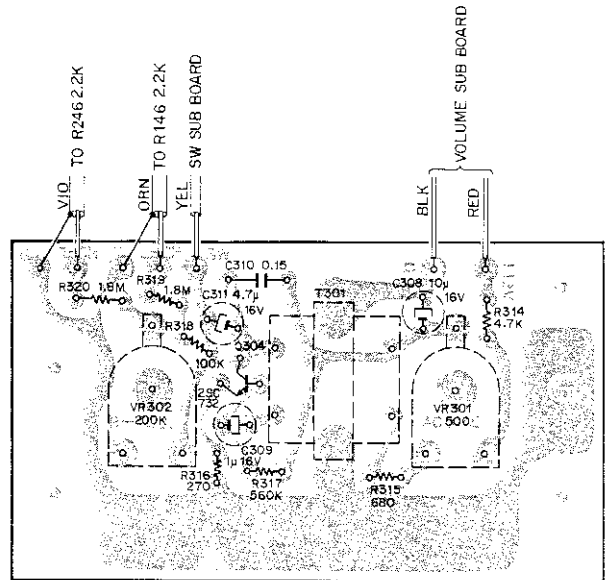 VIO
TO R246 2.2K
ORN
TO R146 2.2K
YEL
SW SUB BOARD
BLK
RED
VOLUME SUB BOARD
R320 1.8M
R319
1.8M
C310 0.15
C311 4.7μ
16V
R318
100K
T301
C308 10μ
16V
R314
4.7K
VR302
200K
VR301
500
C309
1μ 16V
R316
270
R317
560K
R315
680